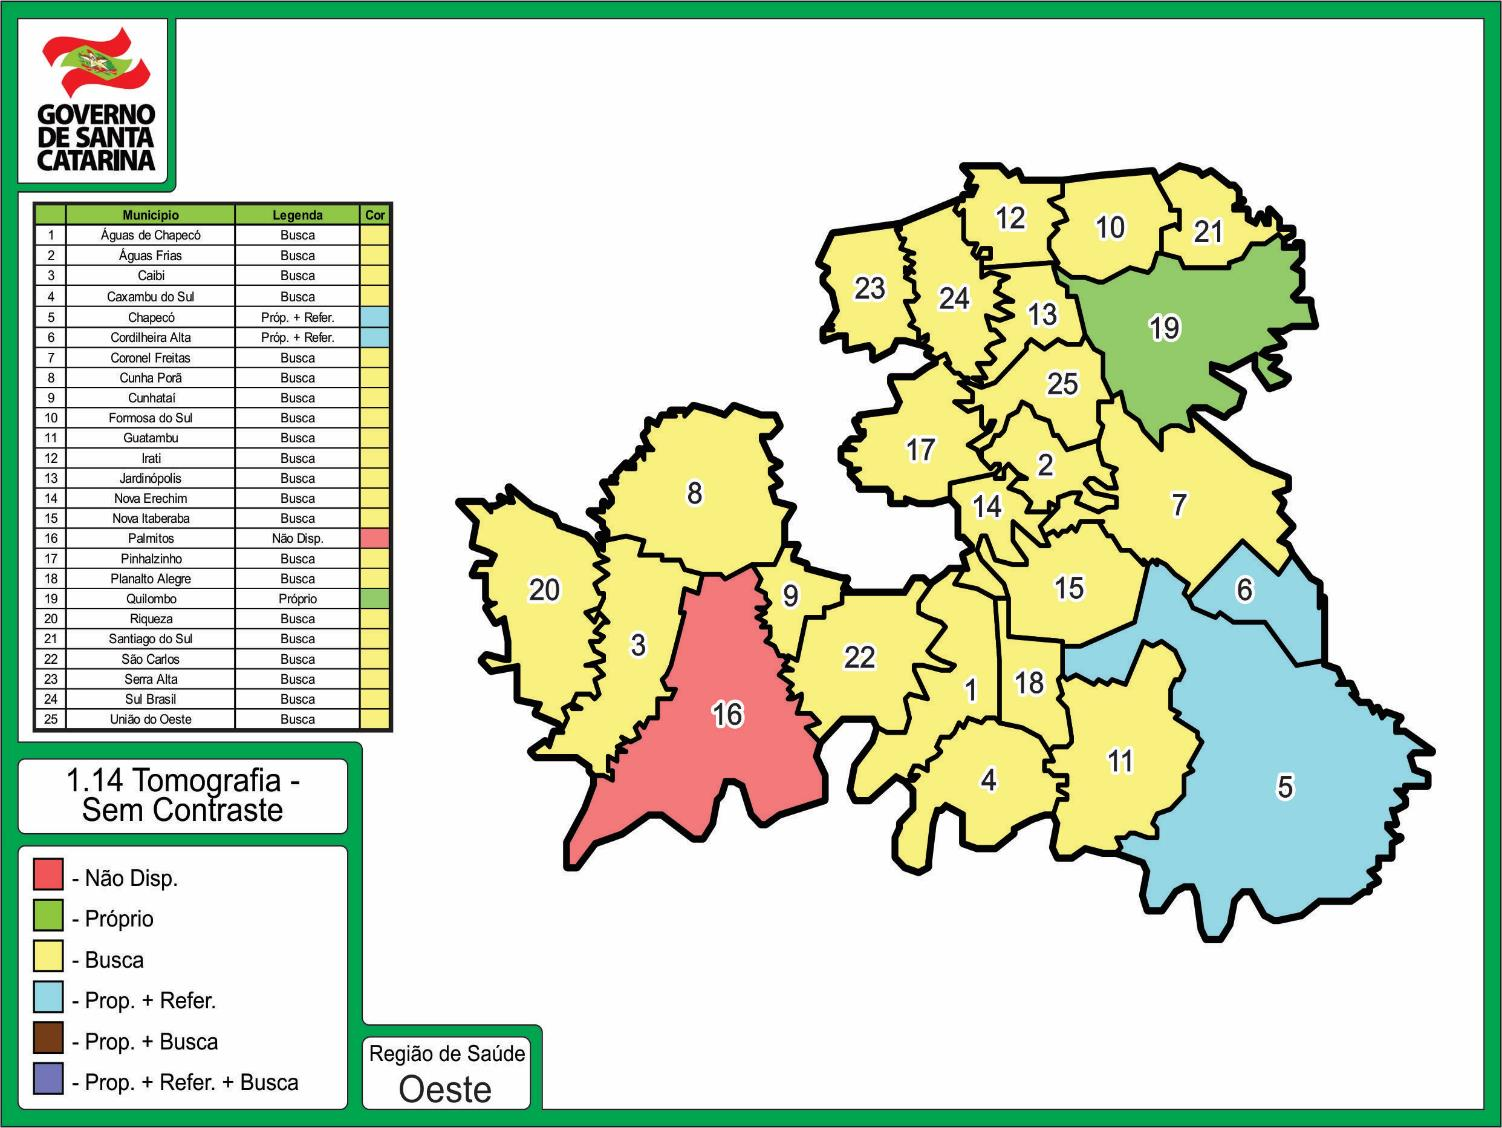 GOVERNO
DE SANTA
CATARINA
Município Legenda Cor
1 Águas de Chapecó Busca
2 Águas Frias Busca
3 Caibi Busca
4 Caxambu do Sul Busca
5 Chapecó Próp. + Refer.
6 Cordilheira Alta Próp. + Refer.
7 Coronel Freitas Busca
8 Cunha Porã Busca
9 Cunhataí Busca
10 Formosa do Sul Busca
11 Guatambu Busca
12 Irati Busca
13 Jardinópolis Busca
14 Nova Erechim Busca
15 Nova Itaberaba Busca
16 Palmitos Não Disp.
17 Pinhalzinho Busca
18 Planalto Alegre Busca
19 Quilombo Próprio
20 Riqueza Busca
21 Santiago do Sul Busca
22 São Carlos Busca
23 Serra Alta Busca
24 Sul Brasil Busca
25 União do Oeste Busca
12
10
21
23
24
13
19
25
17
2
8
14
7
20
9
15
6
3
22
1
18
16
11
4
5
1.14 Tomografia -
Sem Contraste
- Não Disp.
- Próprio
- Busca
- Prop. + Refer.
- Prop. + Busca
- Prop. + Refer. + Busca
Região de Saúde
Oeste